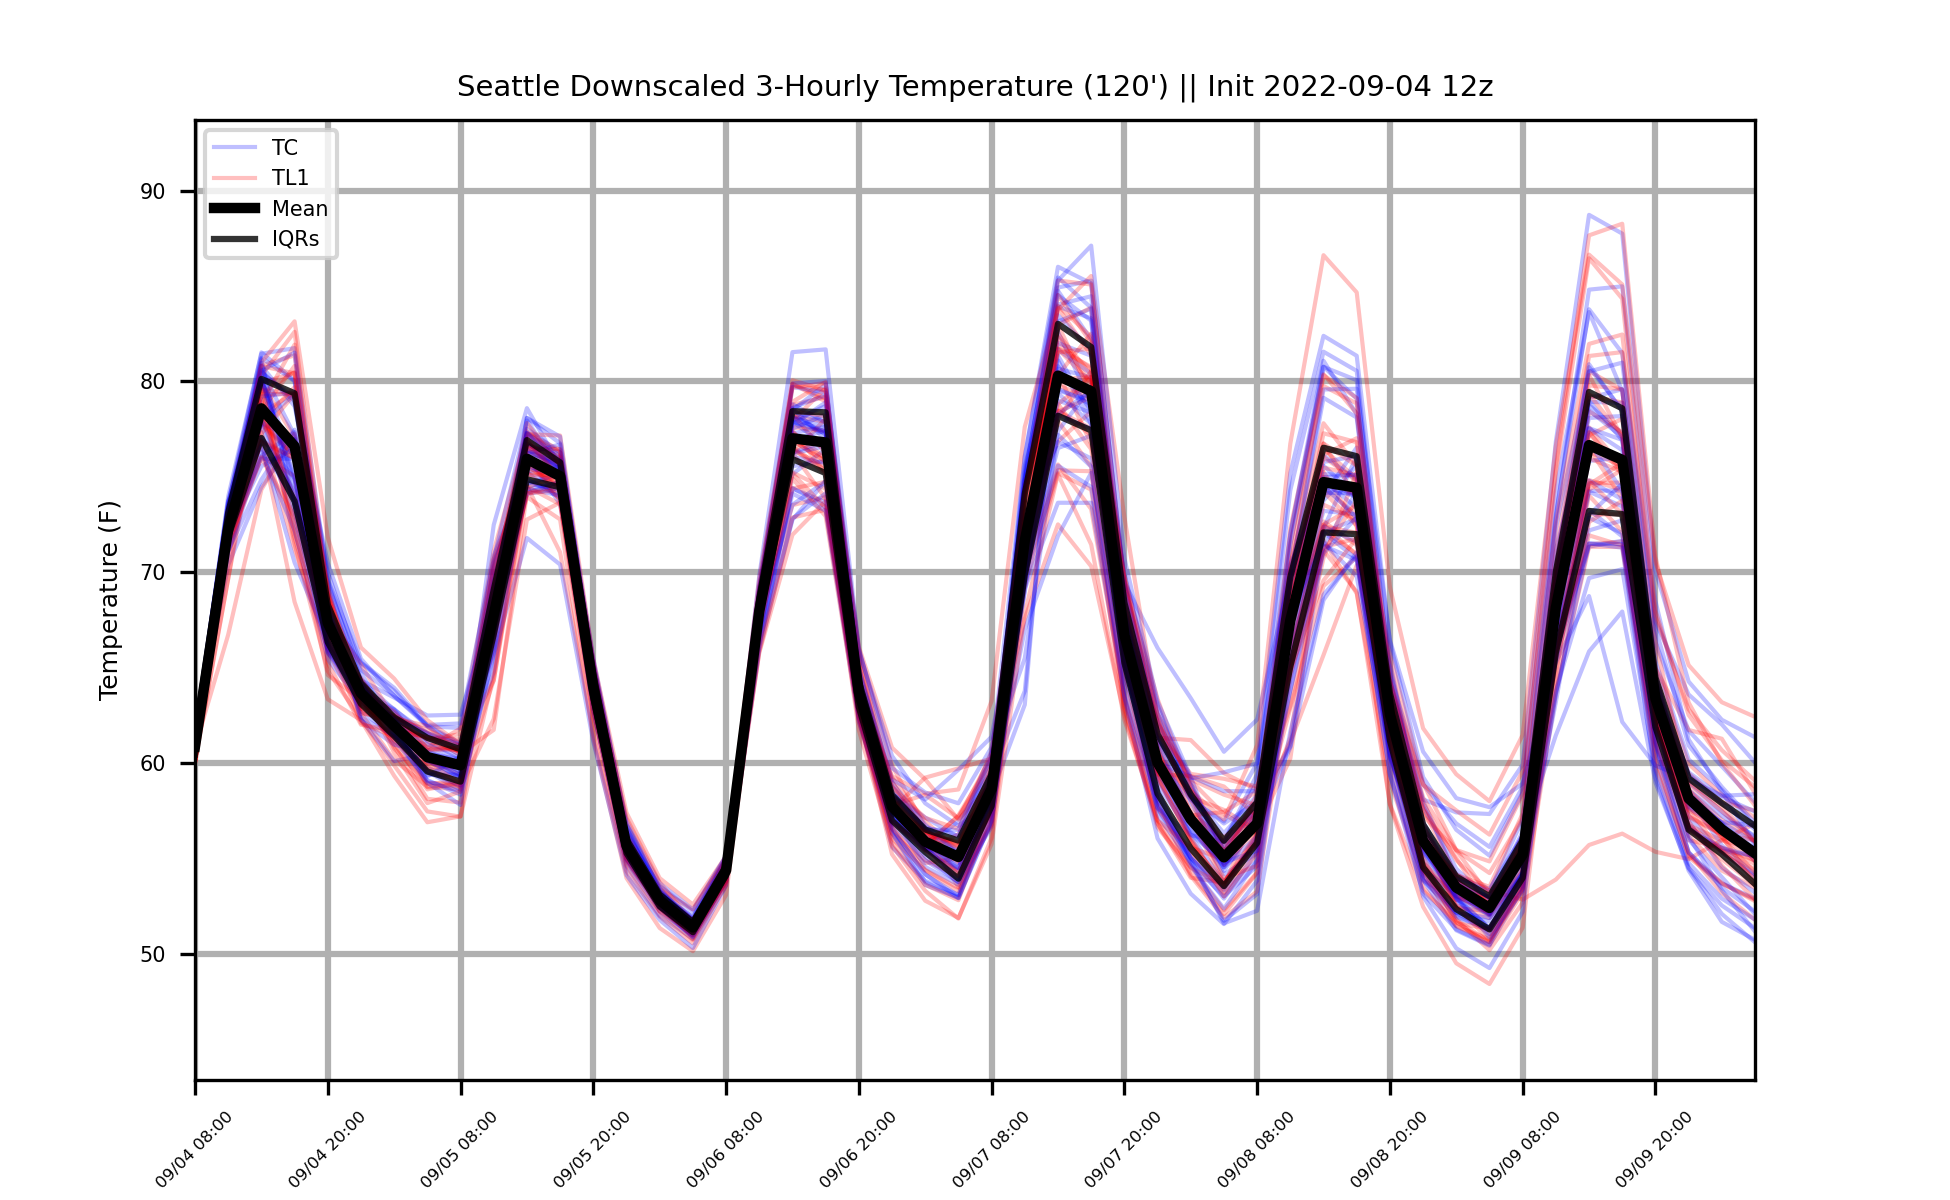 Seattle Downscaled 3-Hourly Temperature (120') || Init 2022-09-04 12z
TC
TL1
Mean
IQRs
Temperature (F)
90
80
70
60
50
09/04 08:00
09/04 20:00
09/05 08:00
09/05 20:00
09/06 08:00
09/06 20:00
09/07 08:00
09/07 20:00
09/08 08:00
09/08 20:00
09/09 08:00
09/09 20:00